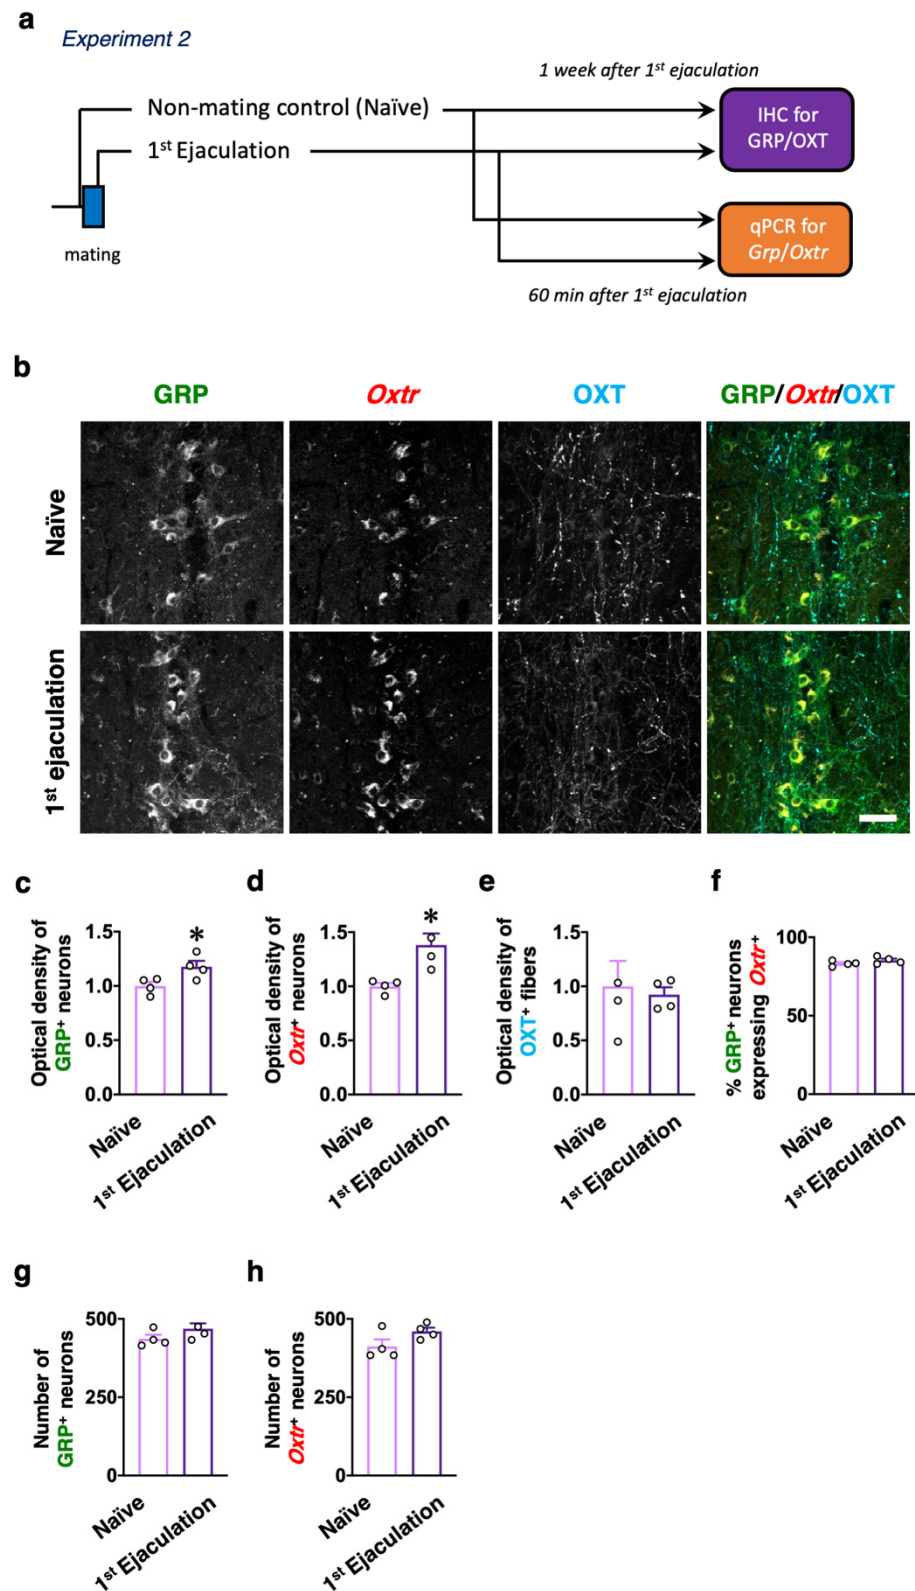 a
Experiment 2
1 week after 1st ejaculation
Non-mating control (Naïve)
1st Ejaculation
mating
IHC for
GRP/OXT
qPCR for
Grp/Oxtr
60 min after 1st ejaculation
b
GRP
Oxtr
OXT
GRP/Oxtr/OXT
Naïve
1st ejaculation
c
Optical density of
GRP+ neurons
1.5
1.0
0.5
0.0
*
Naïve
1st Ejaculation
d
Optical density of
Oxtr+ neurons
1.5
1.0
0.5
0.0
*
Naïve
1st Ejaculation
e
Optical density of
OXT+ fibers
1.5
1.0
0.5
0.0
Naïve
1st Ejaculation
f
% GRP+ neurons
expressing Oxtr+
100
50
0
Naïve
1st Ejaculation
g
Number of
GRP+ neurons
500
250
0
Naïve
1st Ejaculation
h
Number of
Oxtr+ neurons
500
250
0
Naïve
1st Ejaculation